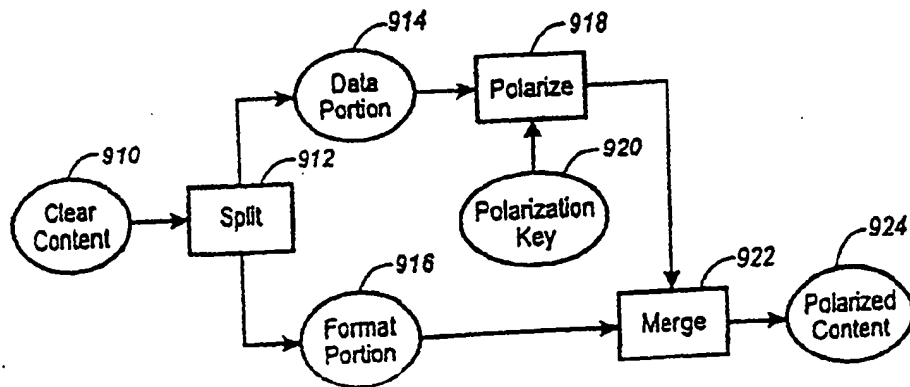 914
Data
Portion
918
Polarize
910
Clear
Content
912
Split
920
Polarization
Key
916
Format
Portion
922
Merge
924
Polarized
Content